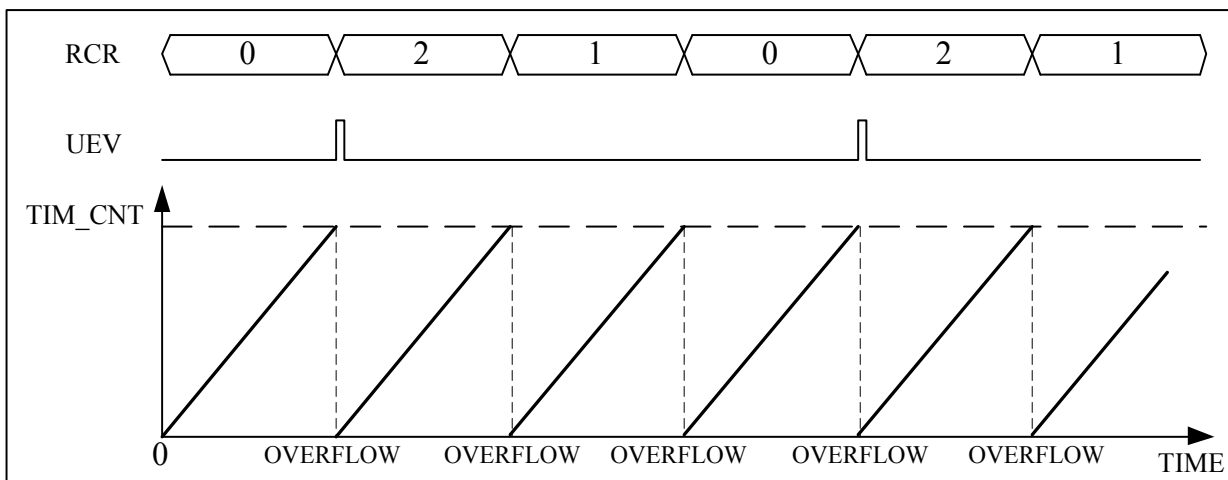 RCR 0 2 1 0 2 1
UEV
TIM_CNT
0 OVERFLOW OVERFLOW OVERFLOW OVERFLOW OVERFLOW TIME